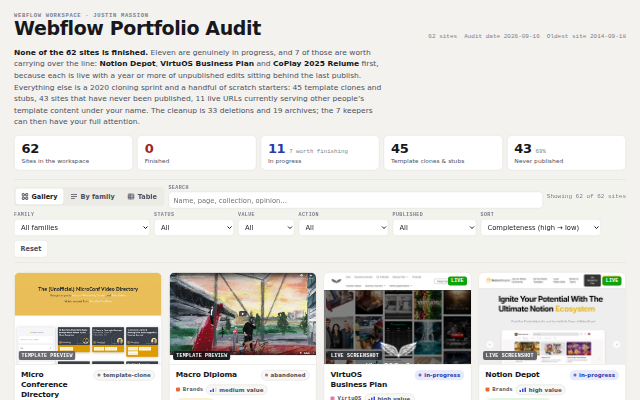 WEBFLOW WORKSPACE · JUSTIN MASSION
Webflow Portfolio Audit
62 sites Audit date 2026-09-16 Oldest site 2014-09-18
None of the 62 sites is finished. Eleven are genuinely in progress, and 7 of those are worth
carrying over the line: Notion Depot, VirtuOS Business Plan and CoPlay 2025 Relume first,
because each is live with a year or more of unpublished edits sitting behind the last publish.
Everything else is a 2020 cloning sprint and a handful of scratch starters: 45 template clones and
stubs, 43 sites that have never been published, 11 live URLs currently serving other people's
template content under your name. The cleanup is 33 deletions and 19 archives; the 7 keepers
can then have your full attention.
62
Sites in the workspace
0
Finished
11 7 worth finishing
In progress
45
Template clones & stubs
43 69%
Never published
Gallery
By family
Table
SEARCH
Name, page, collection, opinion...
Showing 62 of 62 sites
FAMILY
STATUS
VALUE
ACTION
PUBLISHED
SORT
All families
All
All
All
All
Completeness (high → low)
Reset
The (Unofficial) MicroConf Video Directory
TEMPLATE PREVIEW
TEMPLATE PREVIEW
LIVE
LIVE SCREENSHOT
LIVE
Ignite Your Potential With The
Ultimate Notion Ecosystem
LIVE SCREENSHOT
Micro
Conference
Directory
template-clone
Macro Diploma
abandoned
Brands
medium value
VirtUOS
Business Plan
in-progress
VirtUOS
high value
Notion Depot
in-progress
Brands
high value